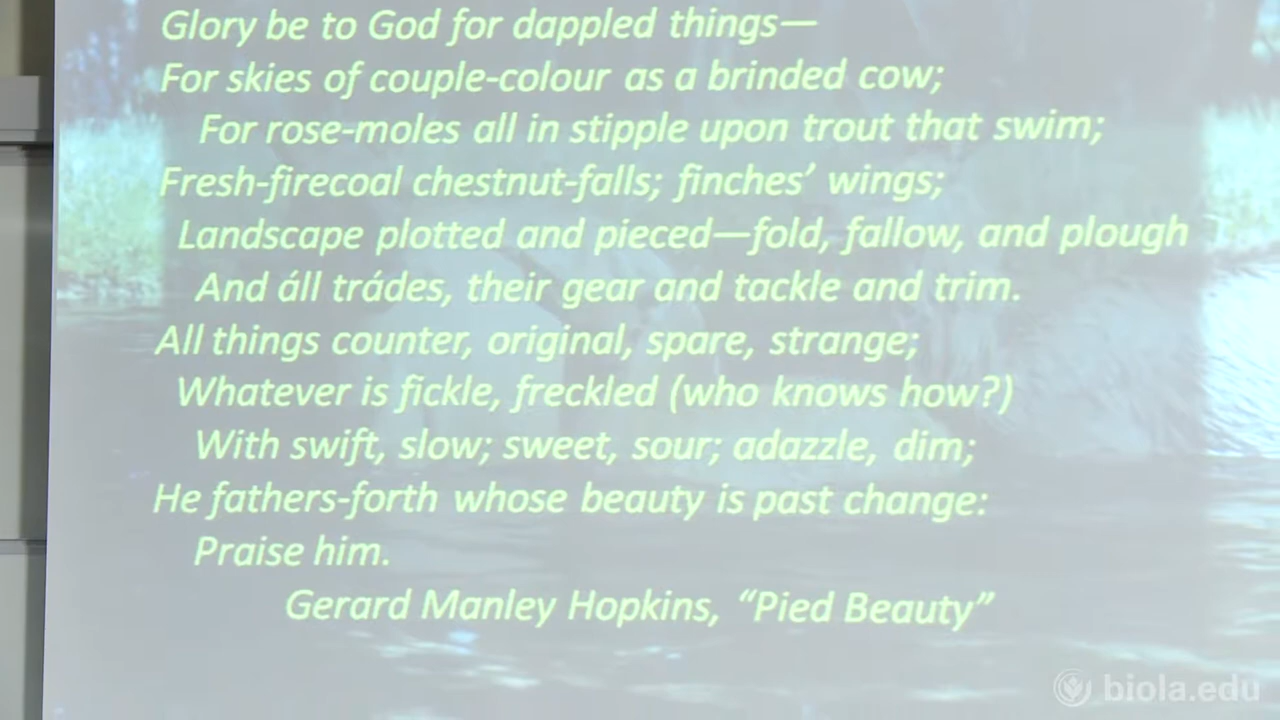 Glory be to God for dappled things—
For skies of couple-colour as a brinded cow;
For rose-moles all in stipple upon trout that swim;
Fresh-firecoal chestnut-falls; finches’ wings;
Landscape plotted and pieced—fold, fallow, and plough
And áll trádes, their gear and tackle and trim.
All things counter, original, spare, strange;
Whatever is fickle, freckled (who knows how?)
With swift, slow; sweet, sour; adazzle, dim;
He fathers-forth whose beauty is past change:
Praise him.
Gerard Manley Hopkins, “Pied Beauty”
biola.edu